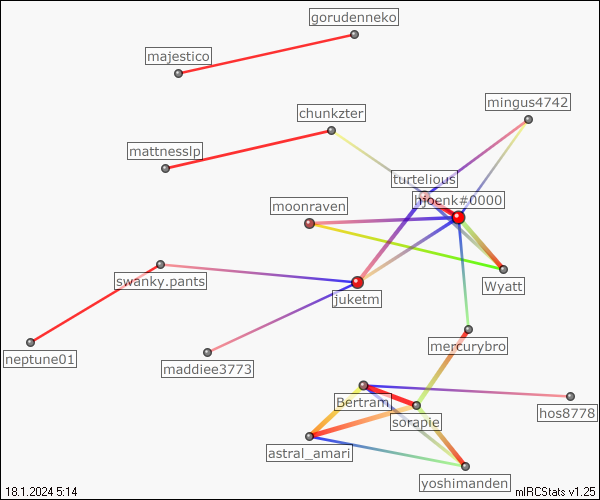 gorudenneko
majestico
mingus4742
chunkzter
mattnesslp
turtelious
hjoenk#0000
moonraven
swanky.pants
Wyatt
juketm
mercurybro
neptune01
maddiee3773
Bertram
hos8778
sorapie
astral_amari
yoshimanden
18.1.2024 5:14
mIRCStats v1.25